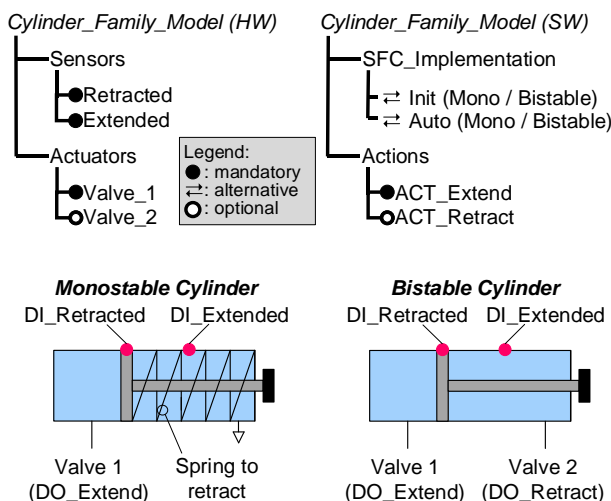 Cylinder_Family_Model (HW)
Sensors
Retracted
Extended
Actuators
Valve_1
Valve_2
Legend:
: mandatory
⇄: alternative
: optional
Cylinder_Family_Model (SW)
SFC_Implementation
⇄ Init (Mono / Bistable)
⇄ Auto (Mono / Bistable)
Actions
ACT_Extend
ACT_Retract
Monostable Cylinder
DI_Retracted DI_Extended
Valve 1
(DO_Extend)
Spring to
retract
Bistable Cylinder
DI_Retracted DI_Extended
Valve 1
(DO_Extend)
Valve 2
(DO_Retract)